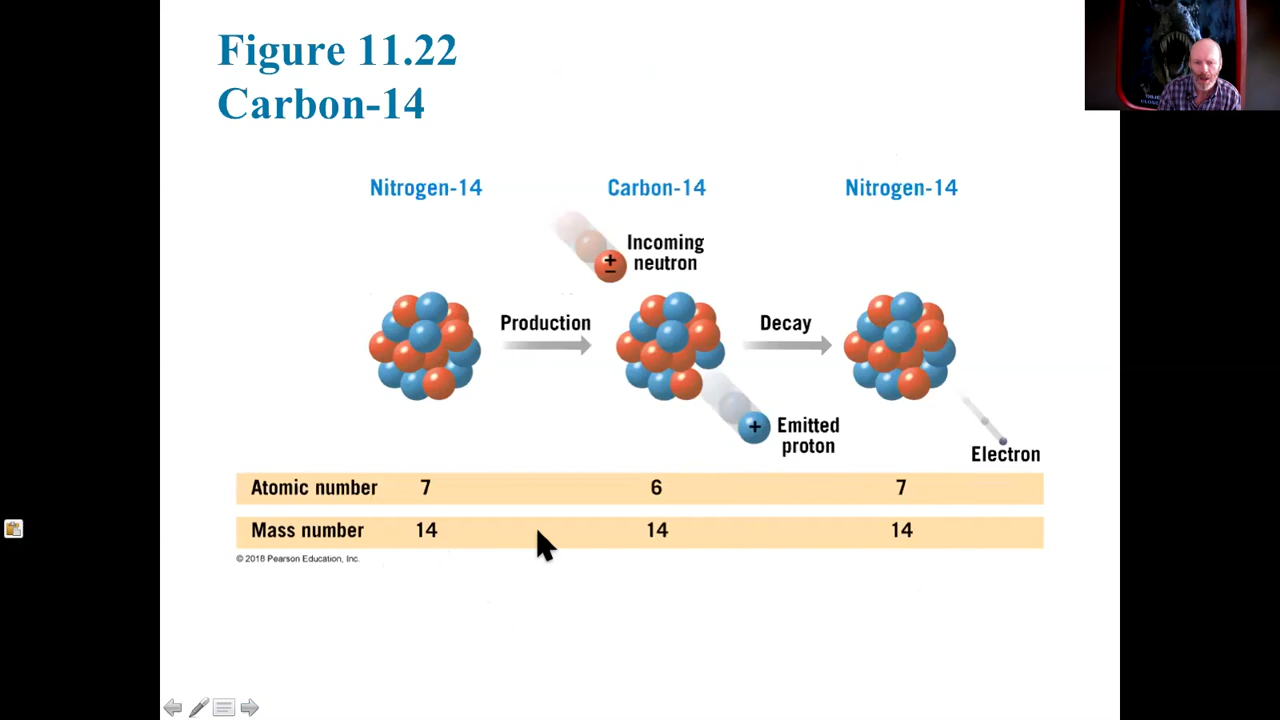 Figure 11.22
Carbon-14
Nitrogen-14
Carbon-14
Nitrogen-14
Incoming
neutron
+
−
Production
Decay
+
Emitted
proton
Electron
Atomic number 7 6 7
Mass number 14 14 14
© 2018 Pearson Education, Inc.